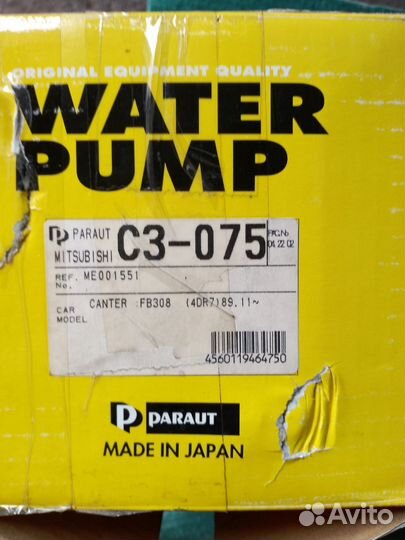 ORIGINAL EQUIPMENT QUALITY
WATER
PUMP
PARAUT
MITSUBISHI
C3-075
PAC.No
04.22.02
REF.
No.
ME001551
CAR
MODEL
CANTER FB308 (4DR7)89.11~
4560119464750
PARAUT
MADE IN JAPAN
Avito